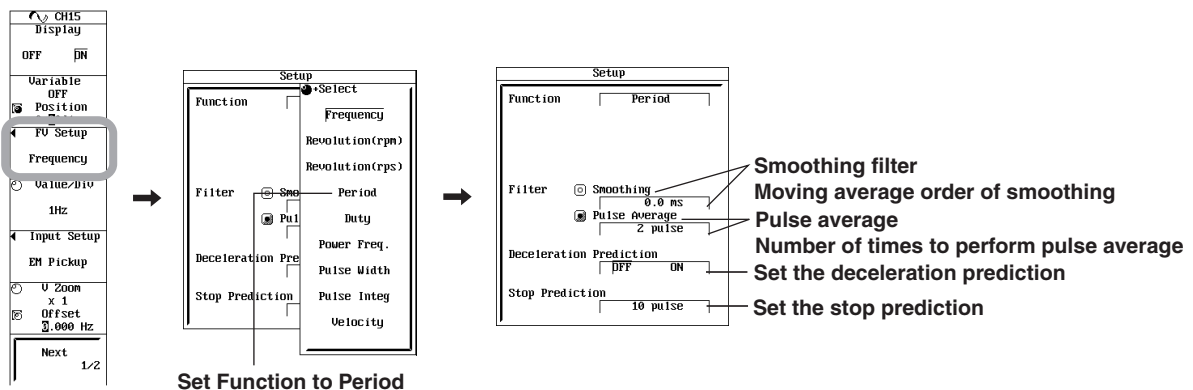 CH15
Display
OFF ON
Variable
OFF
Position
FV Setup
Frequency
Value/Div
1Hz
Input Setup
EM Pickup
V Zoom
x 1
Offset
0.000 Hz
Next
1/2
Setup
Function
Filter
Smo
Pul
Deceleration Pre
Stop Prediction
Select
Frequency
Revolution(rpm)
Revolution(rps)
Period
Duty
Power Freq.
Pulse Width
Pulse Integ
Velocity
Set Function to Period
Setup
Function Period
Filter Smoothing
0.0 ms
Pulse Average
2 pulse
Deceleration Prediction
OFF ON
Stop Prediction
10 pulse
Smoothing filter
Moving average order of smoothing
Pulse average
Number of times to perform pulse average
Set the deceleration prediction
Set the stop prediction